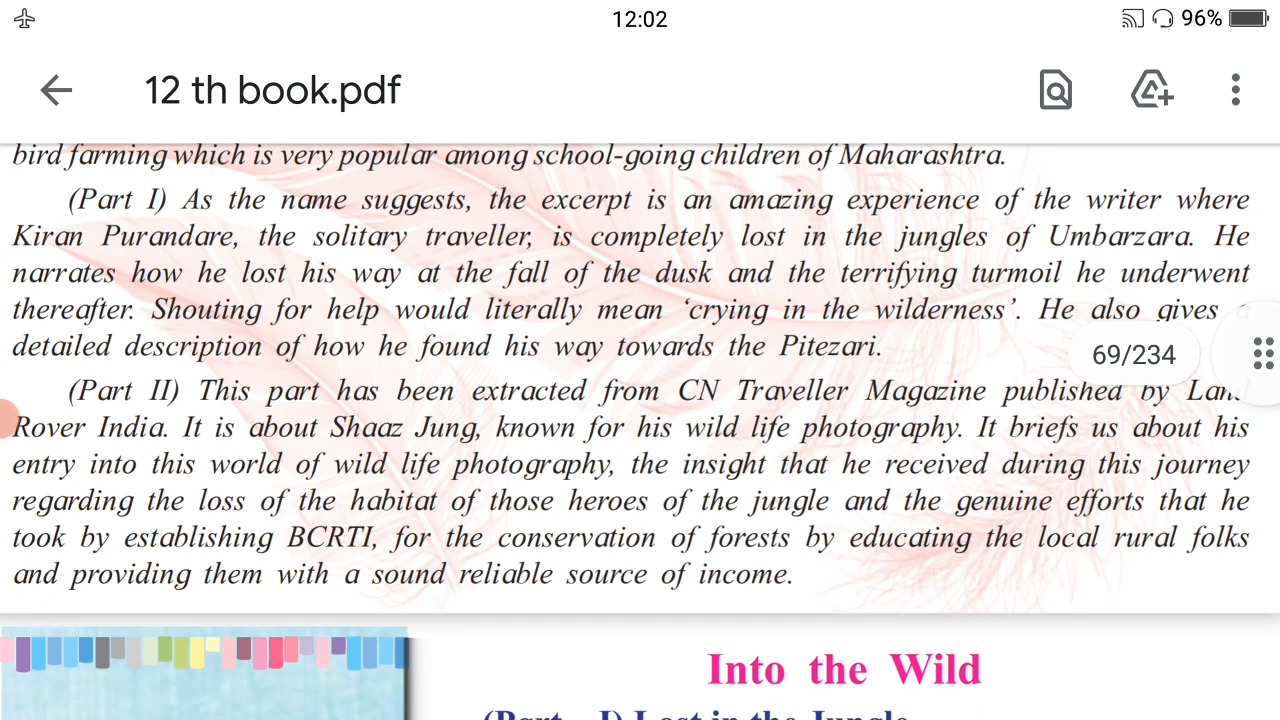 12:02
96%
12 th book.pdf
bird farming which is very popular among school-going children of Maharashtra.
(Part I) As the name suggests, the excerpt is an amazing experience of the writer where
Kiran Purandare, the solitary traveller, is completely lost in the jungles of Umbarzara. He
narrates how he lost his way at the fall of the dusk and the terrifying turmoil he underwent
thereafter. Shouting for help would literally mean ‘crying in the wilderness’. He also gives a
detailed description of how he found his way towards the Pitezari.
69/234
(Part II) This part has been extracted from CN Traveller Magazine published by Land
Rover India. It is about Shaaz Jung, known for his wild life photography. It briefs us about his
entry into this world of wild life photography, the insight that he received during this journey
regarding the loss of the habitat of those heroes of the jungle and the genuine efforts that he
took by establishing BCRTI, for the conservation of forests by educating the local rural folks
and providing them with a sound reliable source of income.
Into the Wild
(Part - I) Lost in the Jungle